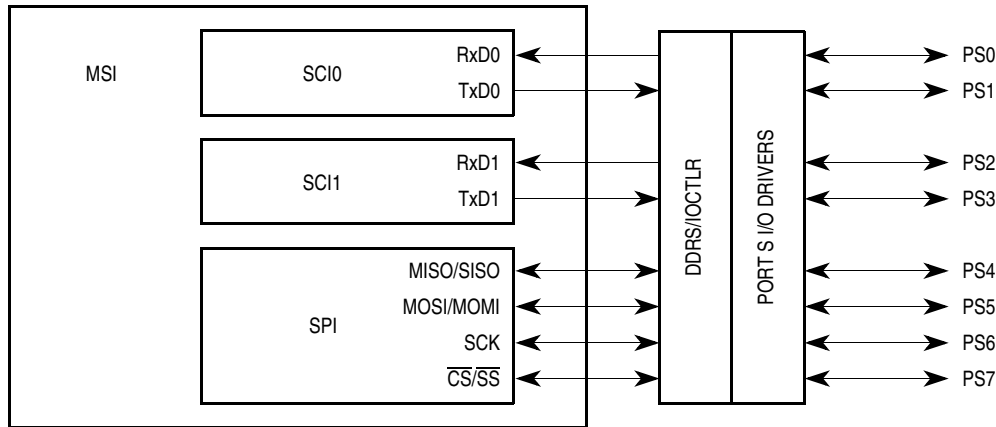 MSI
SCI0
RxD0
TxD0
SCI1
RxD1
TxD1
SPI
MISO/SISO
MOSI/MOMI
SCK
CS/SS
DDRS/IOCTLR
PORT S I/O DRIVERS
PS0
PS1
PS2
PS3
PS4
PS5
PS6
PS7